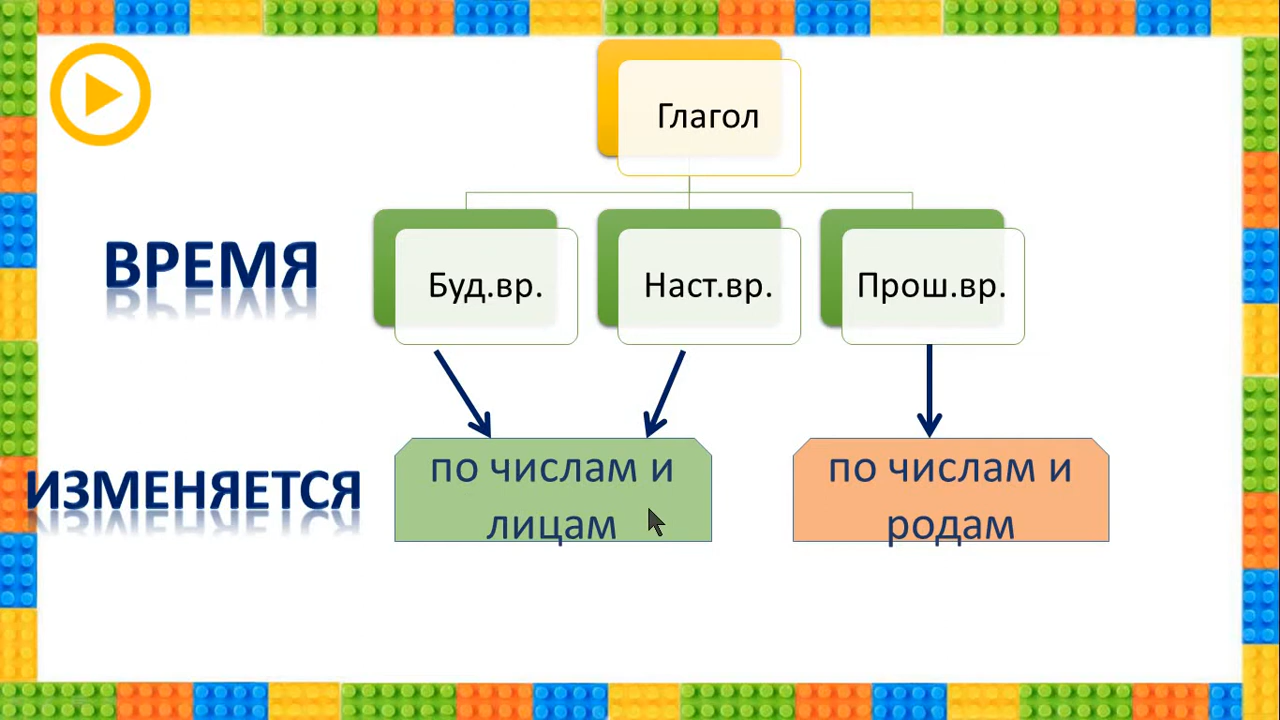 Глагол
ВРЕМЯ
Буд.вр.
Наст.вр.
Прош.вр.
ИЗМЕНЯЕТСЯ
по числам и
лицам
по числам и
родам